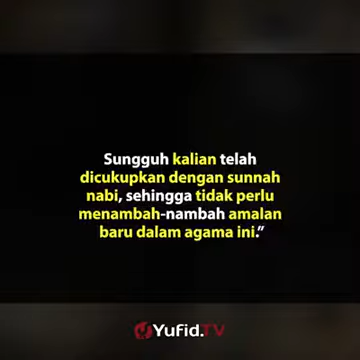 Sungguh kalian telah
dicukupkan dengan sunnah
nabi, sehingga tidak perlu
menambah-nambah amalan
baru dalam agama ini.”
Yufid.TV